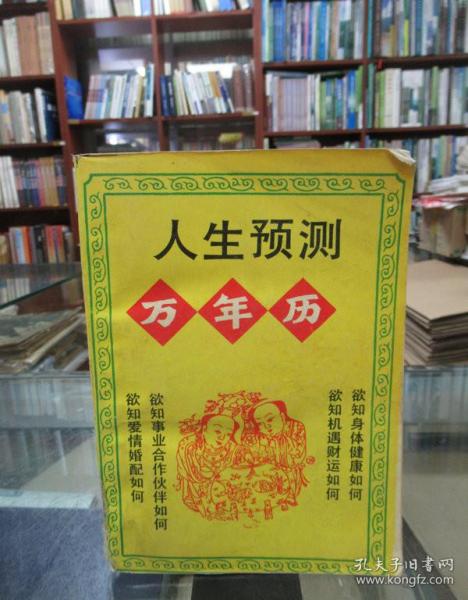 人生预测
万年历
欲知身体健康如何
欲知机遇财运如何
欲知事业合作伙伴如何
欲知爱情婚配如何
孔夫子旧书网
www.kongfz.com